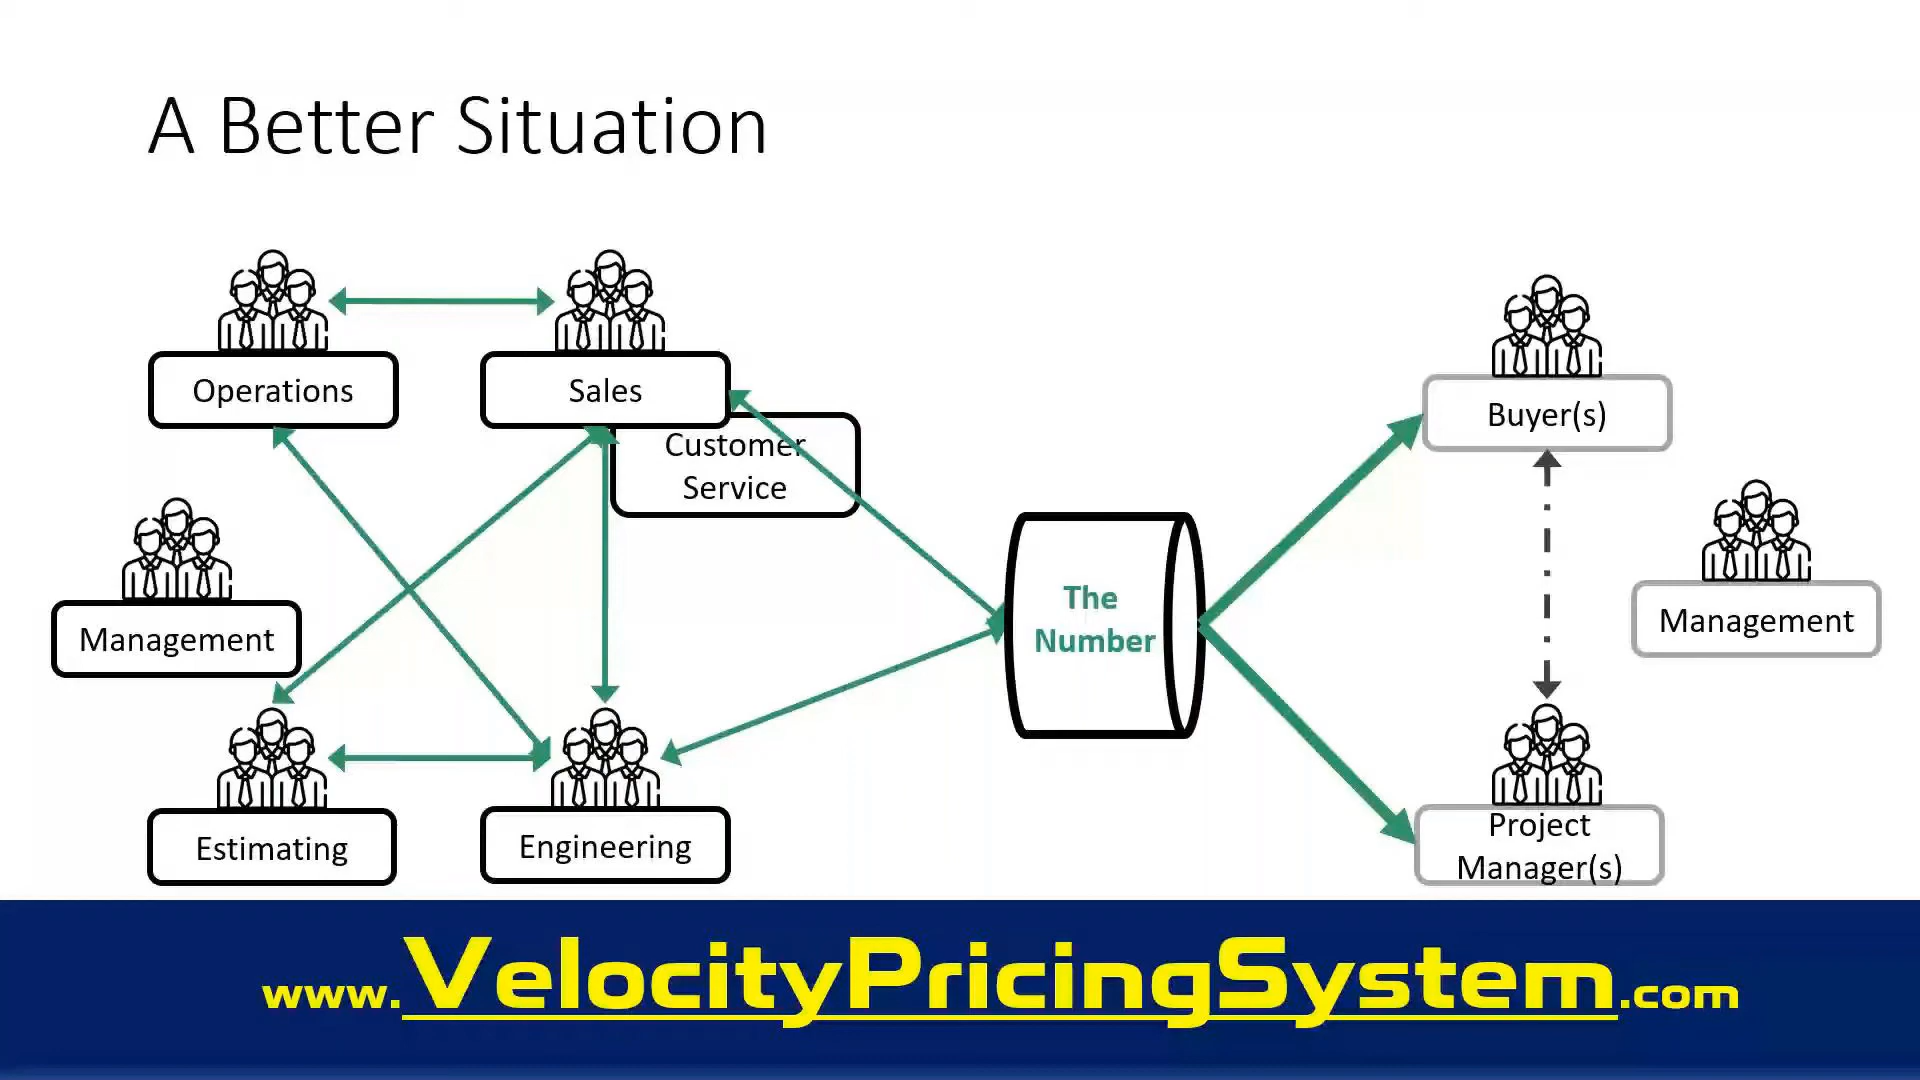 A Better Situation
Operations
Sales
Customer
Service
Buyer(s)
Management
The
Number
Management
Estimating
Engineering
Project
Manager(s)
www.VelocityPricingSystem.com